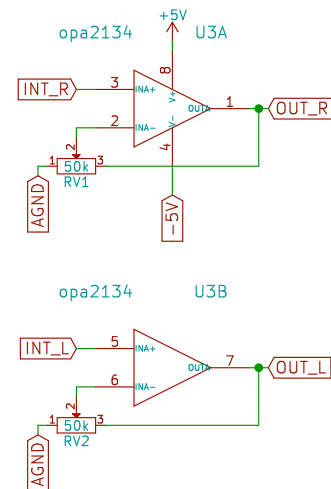 +5V
opa2134 U3A
INT_R 3 INA+ 8 V+ OUTA 1 OUT_R
2 INA- V- 4
2
1 50k 3
RV1
AGND
-5V
opa2134 U3B
INT_L 5 INA+ OUTA 7 OUT_L
6 INA-
2
1 50k 3
RV2
AGND